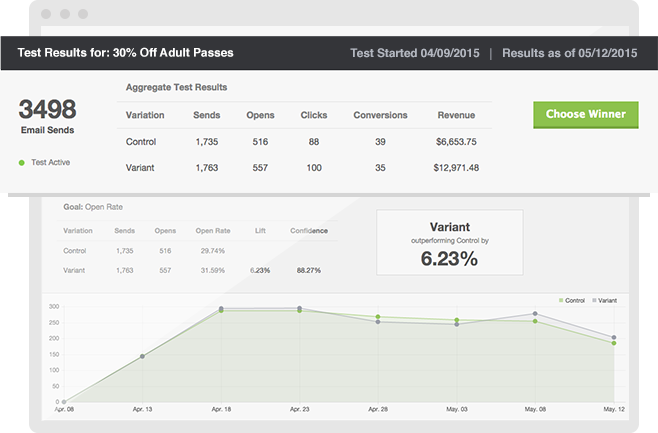 Test Results for: 30% Off Adult Passes Test Started 04/09/2015 | Results as of 05/12/2015
Aggregate Test Results
3498
Email Sends
Test Active
Variation Sends Opens Clicks Conversions Revenue
Control 1,735 516 88 39 $6,653.75
Variant 1,763 557 100 35 $12,971.48
Choose Winner
Goal: Open Rate
Variation Sends Opens Open Rate Lift Confidence
Control 1,735 516 29.74%
Variant 1,763 557 31.59% 6.23% 88.27%
Variant
outperforming Control by
6.23%
Control Variant
300
250
200
150
100
50
0
Apr. 08 Apr. 13 Apr. 18 Apr. 23 Apr. 28 May. 03 May. 08 May. 12